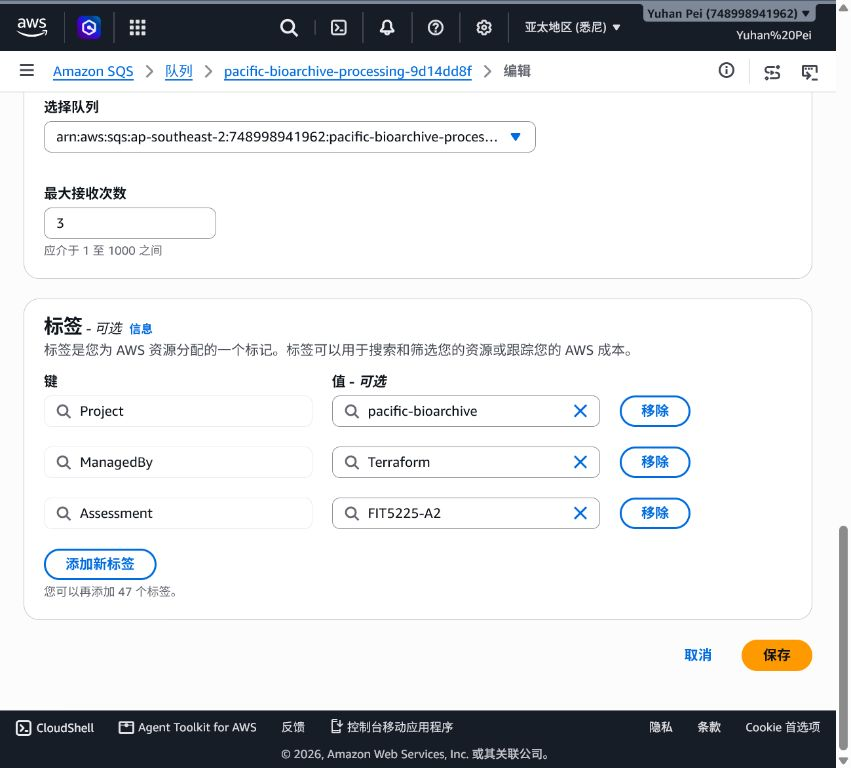 aws
亚太地区 (悉尼) ▼
Yuhan Pei (748998941962) ▼
Yuhan%20Pei
Amazon SQS > 队列 > pacific-bioarchive-processing-9d14dd8f > 编辑
选择队列
arn:aws:sqs:ap-southeast-2:748998941962:pacific-bioarchive-proces...
最大接收次数
3
应介于 1 至 1000 之间
标签 - 可选 信息
标签是您为 AWS 资源分配的一个标记。标签可以用于搜索和筛选您的资源或跟踪您的 AWS 成本。
键 值 - 可选
Project pacific-bioarchive 移除
ManagedBy Terraform 移除
Assessment FIT5225-A2 移除
添加新标签
您可以再添加 47 个标签。
取消 保存
CloudShell Agent Toolkit for AWS 反馈 控制台移动应用程序 隐私 条款 Cookie 首选项
© 2026, Amazon Web Services, Inc. 或其关联公司。